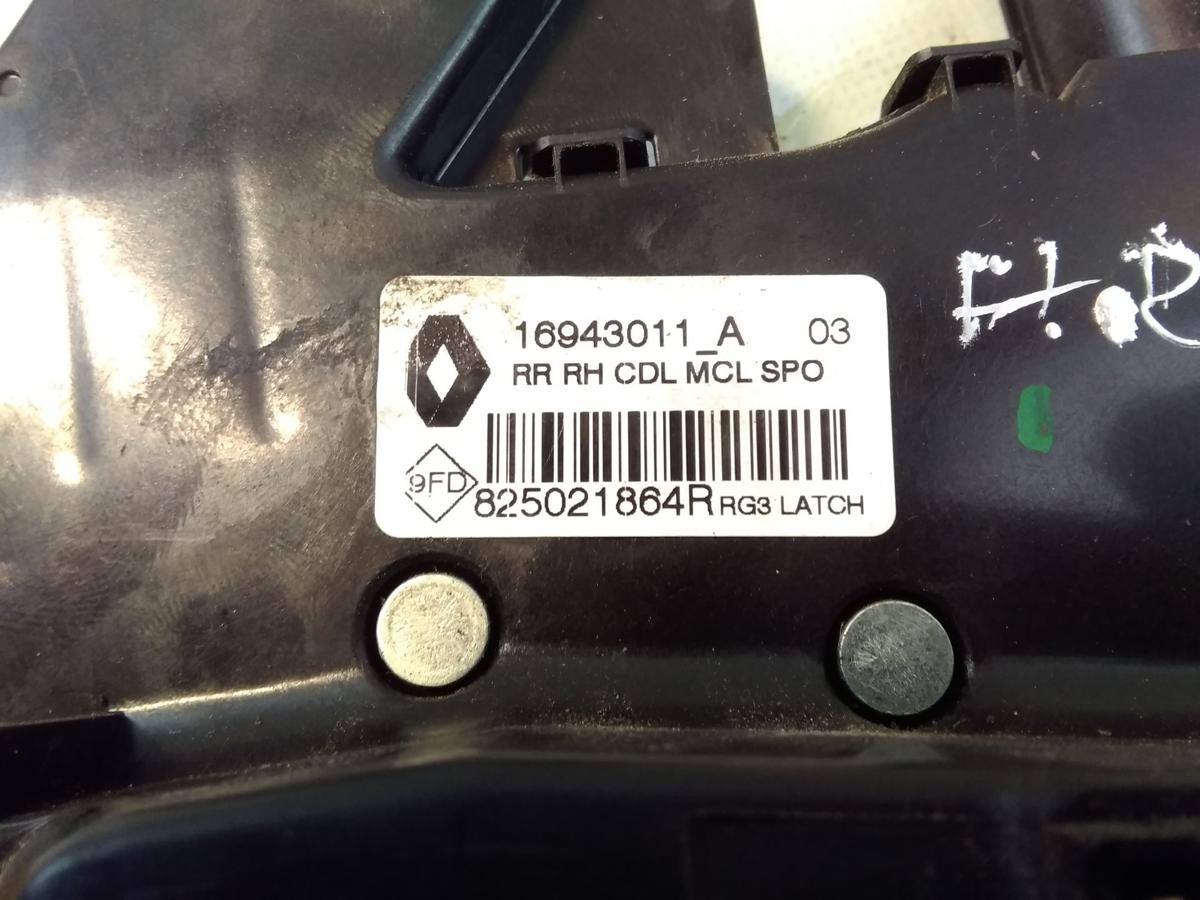 16943011_A 03
RR RH CDL MCL SPO
9FD
825021864R RG3 LATCH